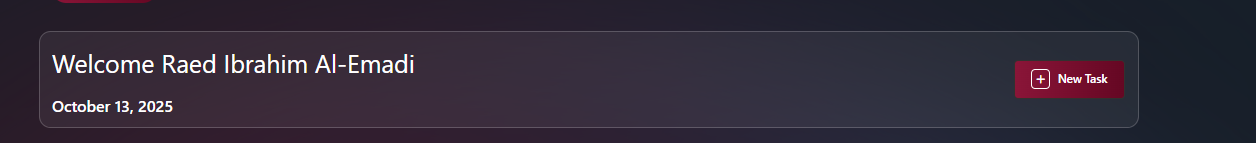 Welcome Raed Ibrahim Al-Emadi
New Task
October 13, 2025